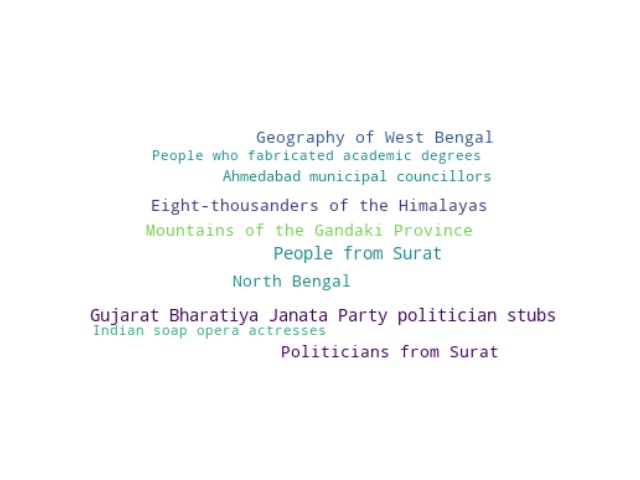 Geography of West Bengal
People who fabricated academic degrees
Ahmedabad municipal councillors
Eight-thousanders of the Himalayas
Mountains of the Gandaki Province
People from Surat
North Bengal
Gujarat Bharatiya Janata Party politician stubs
Indian soap opera actresses
Politicians from Surat